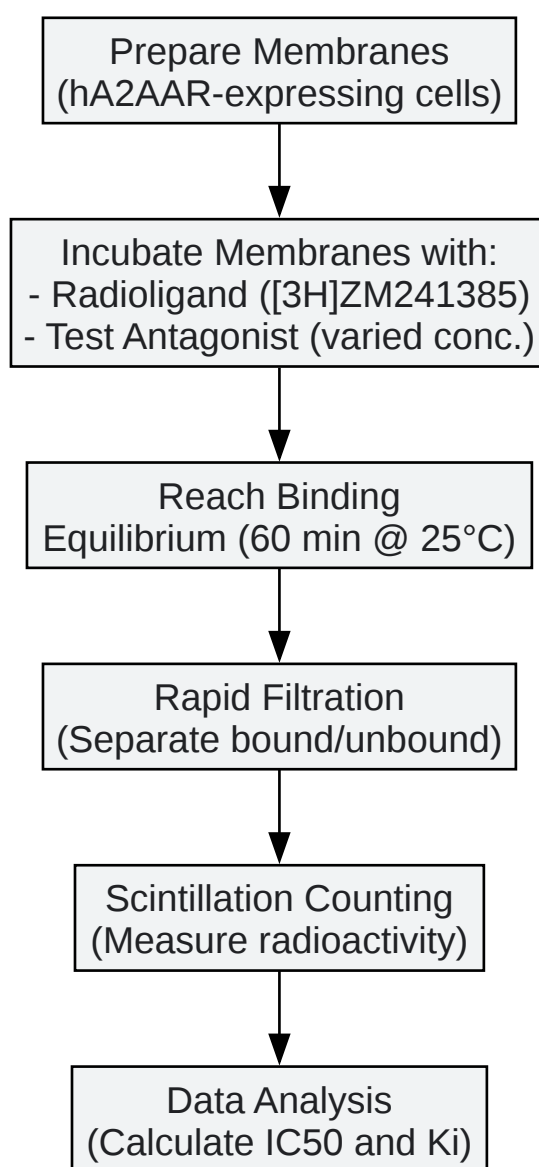 Prepare Membranes
(hA2AAR-expressing cells)
Incubate Membranes with:
- Radioligand ([3H]ZM241385)
- Test Antagonist (varied conc.)
Reach Binding
Equilibrium (60 min @ 25°C)
Rapid Filtration
(Separate bound/unbound)
Scintillation Counting
(Measure radioactivity)
Data Analysis
(Calculate IC50 and Ki)